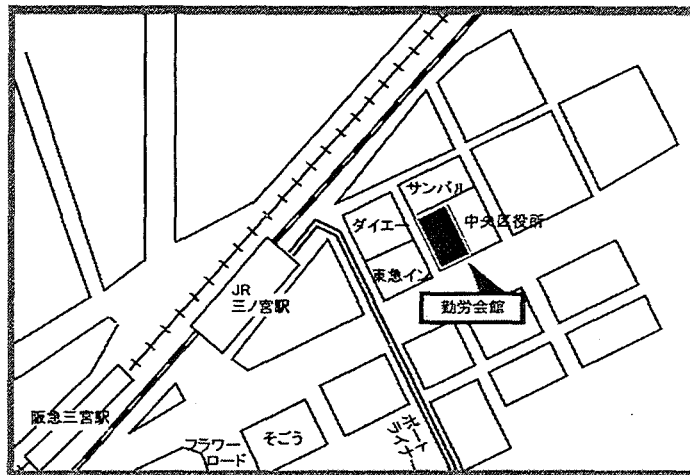 サンパル
ダイエー
中央区役所
東急イン
勤労会館
JR
三ノ宮駅
阪急三宮駅
フラワー
ロード
そごう
ポート
ライナー